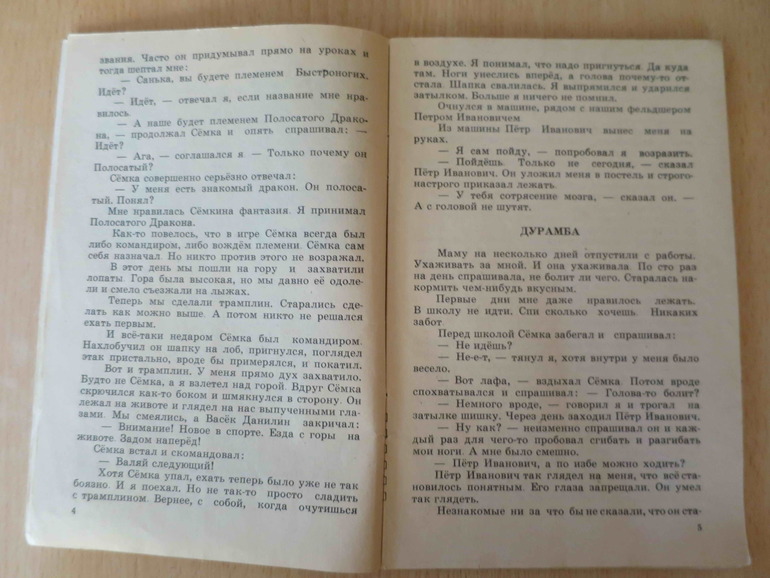 звания. Часто он придумывал прямо на уроках и
тогда шептал мне:
— Санька, вы будете племенем Быстроногих.
Идёт?
— Идёт, — отвечал я, если название мне нра-
вилось.
— А наше будет племенем Полосатого Драко-
на, — продолжал Сёмка и опять спрашивал: —
Идёт?
— Ага, — соглашался я — Только почему он
Полосатый?
Сёмка совершенно серьёзно отвечал:
— У меня есть знакомый дракон. Он полоса-
тый. Понял?
Мне нравилась Сёмкина фантазия. Я принимал
Полосатого Дракона.
Как-то повелось, что в игре Сёмка всегда был
либо командиром, либо вождём племени. Сёмка сам
себя назначал. Но никто против этого не возражал.
В этот день мы пошли на гору и захватили
лопаты. Гора была высокая, но мы давно её одоле-
ли и смело съезжали на лыжах.
Теперь мы сделали трамплин. Старались сде-
лать как можно выше. А потом никто не решался
ехать первым.
И всё-таки недаром Сёмка был командиром.
Нахлобучил он шапку на лоб, пригнулся, поглядел
этак пристально, вроде бы примерялся, и покатил.
Вот и трамплин. У меня прямо дух захватило.
Будто не Сёмка, а я взлетел над горой. Вдруг Сёмка
скрючился как-то боком и шмякнулся в сторону. Он
лежал на животе и глядел на нас выпученными гла-
зами. Мы смеялись, а Васёк Данилин закричал:
— Внимание! Новое в спорте. Езда с горы на
животе. Задом наперёд!
Сёмка встал и скомандовал:
— Валяй следующий!
Хотя Сёмка упал, ехать теперь было уже не так
боязно. И я поехал. Но не так-то просто сладить
с трамплином. Вернее, с собой, когда очутишься
4
в воздухе. Я понимал, что надо пригнуться. Да куда
там. Ноги унеслись вперёд, а голова почему-то от-
стала. Шапка свалилась. Я выпрямился и ударился
затылком. Больше я ничего не помнил.
Очнулся в машине, рядом с нашим фельдшером
Петром Ивановичем
Из машины Пётр Иванович вынес меня на
руках.
— Я сам пойду, — попробовал я возразить.
— Пойдёшь. Только не сегодня, — сказал
Пётр Иванович. Он уложил меня в постель и строго-
настрого приказал лежать.
— У тебя сотрясение мозга, — сказал он. —
А с головой не шутят.
ДУРАМБА
Маму на несколько дней отпустили с работы.
Ухаживать за мной. И она ухаживала. По сто раз
на день спрашивала, не болит ли чего. Старалась на-
кормить чем-нибудь вкусным.
Первые дни мне даже нравилось лежать.
В школу не идти. Спи сколько хочешь. Никаких
забот
Перед школой Сёмка забегал и спрашивал:
— Не идёшь?
— Не-е-т, — тянул я, хотя внутри у меня было
весело.
— Вот лафа, — вздыхал Сёмка. Потом вроде
спохватывался и спрашивал: — Голова-то болит?
— Немного вроде, — говорил я и трогал на
затылке шишку. Через день заходил Пётр Иванович.
— Ну как? — неизменно спрашивал он и каждый
раз для чего-то пробовал сгибать и разгибать
мои ноги. А мне было смешно.
— Пётр Иванович, а по избе можно ходить?
Пётр Иванович так глядел на меня, что всё ста-
новилось понятным. Его глаза запрещали. Он умел
так глядеть.
Незнакомые ни за что бы не сказали, что он ста-
5